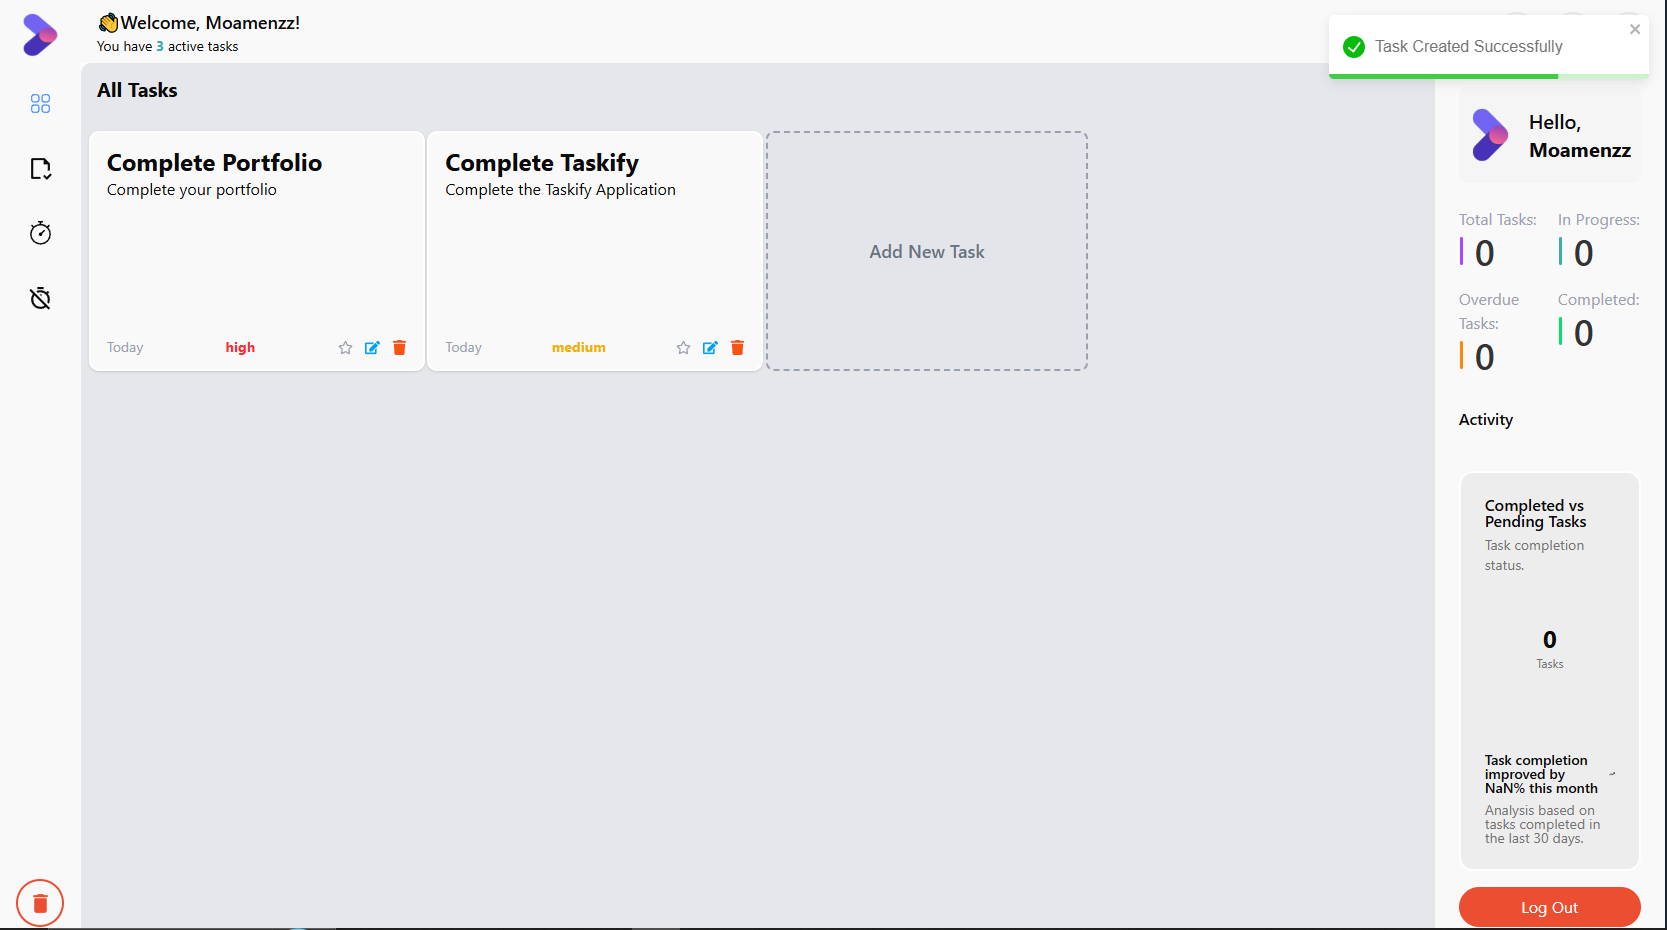 👋Welcome, Moamenzz!
You have 3 active tasks
Task Created Successfully
All Tasks
Complete Portfolio
Complete your portfolio
Today
high
Complete Taskify
Complete the Taskify Application
Today
medium
Add New Task
Hello,
Moamenzz
Total Tasks:
0
In Progress:
0
Overdue
Tasks:
0
Completed:
0
Activity
Completed vs
Pending Tasks
Task completion
status.
0
Tasks
Task completion
improved by
NaN% this month
Analysis based on
tasks completed in
the last 30 days.
Log Out